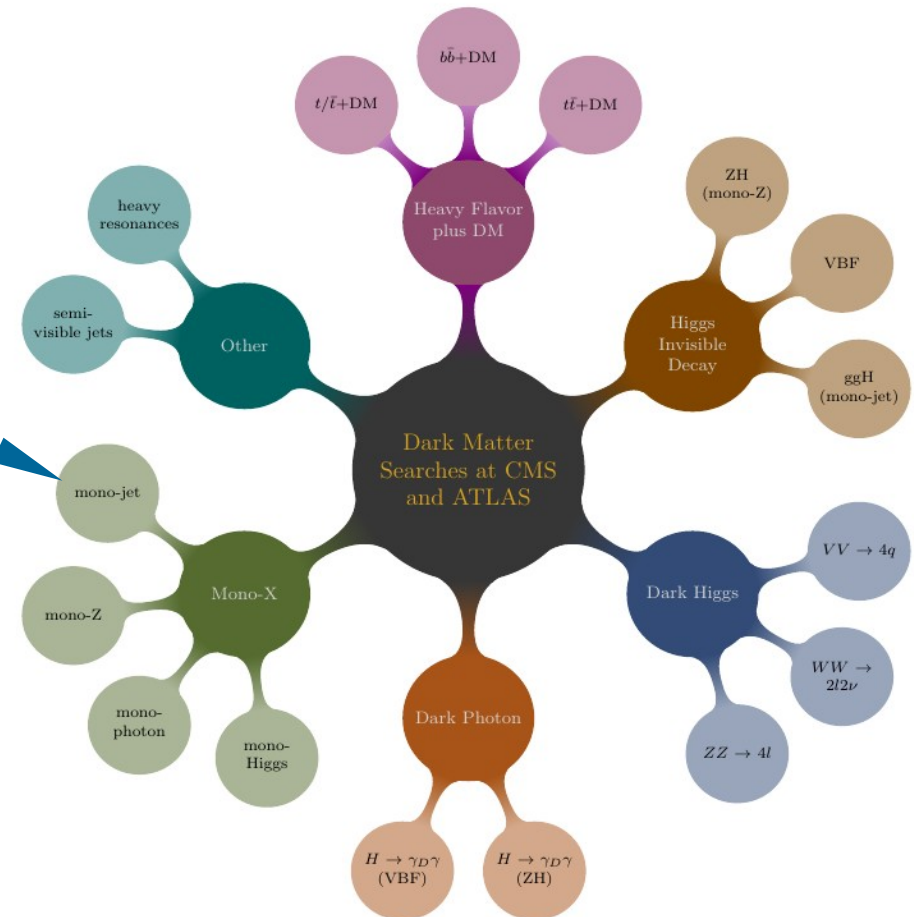 Dark Matter
Searches at CMS
and ATLAS
Heavy Flavor
plus DM
t/t̄+DM
bb̄+DM
tt̄+DM
Higgs
Invisible
Decay
ZH
(mono-Z)
VBF
ggH
(mono-jet)
Dark Higgs
VV → 4q
WW →
2l2ν
ZZ → 4l
Dark Photon
H → γ_Dγ
(VBF)
H → γ_Dγ
(ZH)
Mono-X
mono-jet
mono-Z
mono-
photon
mono-
Higgs
Other
heavy
resonances
semi-
visible jets